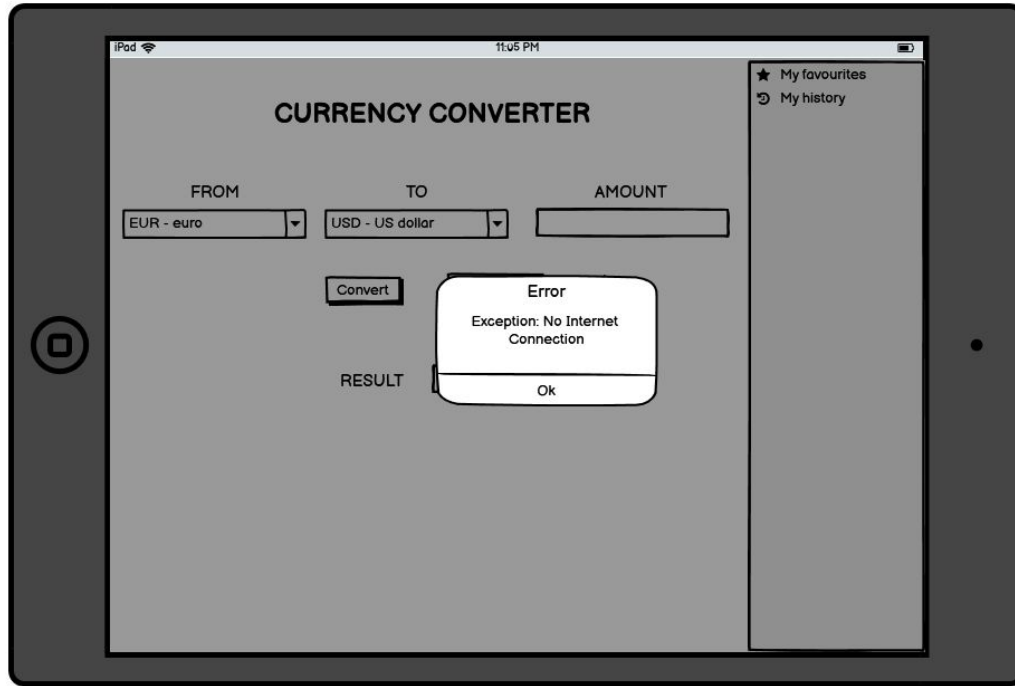 iPad 11:05 PM
My favourites
My history
CURRENCY CONVERTER
FROM TO AMOUNT
EUR - euro USD - US dollar
Convert
Error
Exception: No Internet
Connection
Ok
RESULT